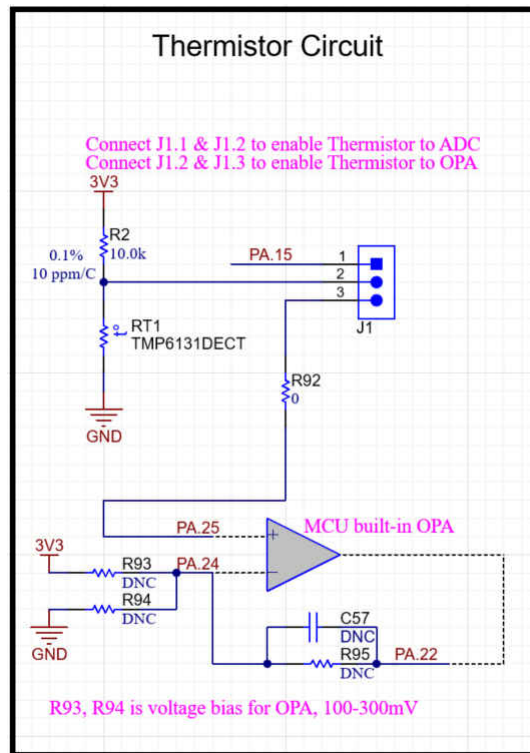 Thermistor Circuit
Connect J1.1 & J1.2 to enable Thermistor to ADC
Connect J1.2 & J1.3 to enable Thermistor to OPA
3V3
R2
0.1%
10.0k
10 ppm/C
PA.15
1
2
3
J1
t°
RT1
TMP6131DECT
GND
R92
0
PA.25
MCU built-in OPA
+
-
3V3
R93
DNC
PA.24
R94
DNC
GND
C57
DNC
R95
DNC
PA.22
R93, R94 is voltage bias for OPA, 100-300mV